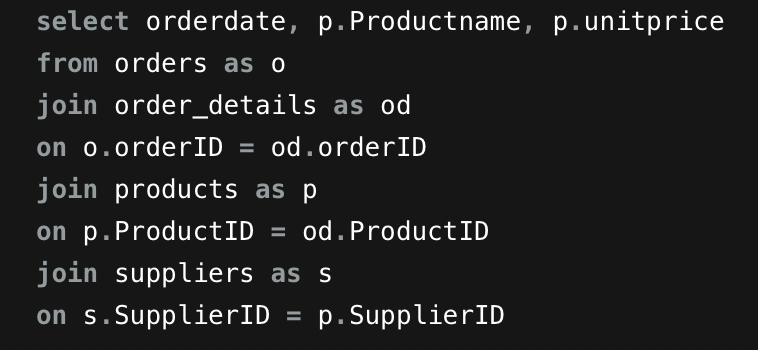 select orderdate, p.Productname, p.unitprice
from orders as o
join order_details as od
on o.orderID = od.orderID
join products as p
on p.ProductID = od.ProductID
join suppliers as s
on s.SupplierID = p.SupplierID